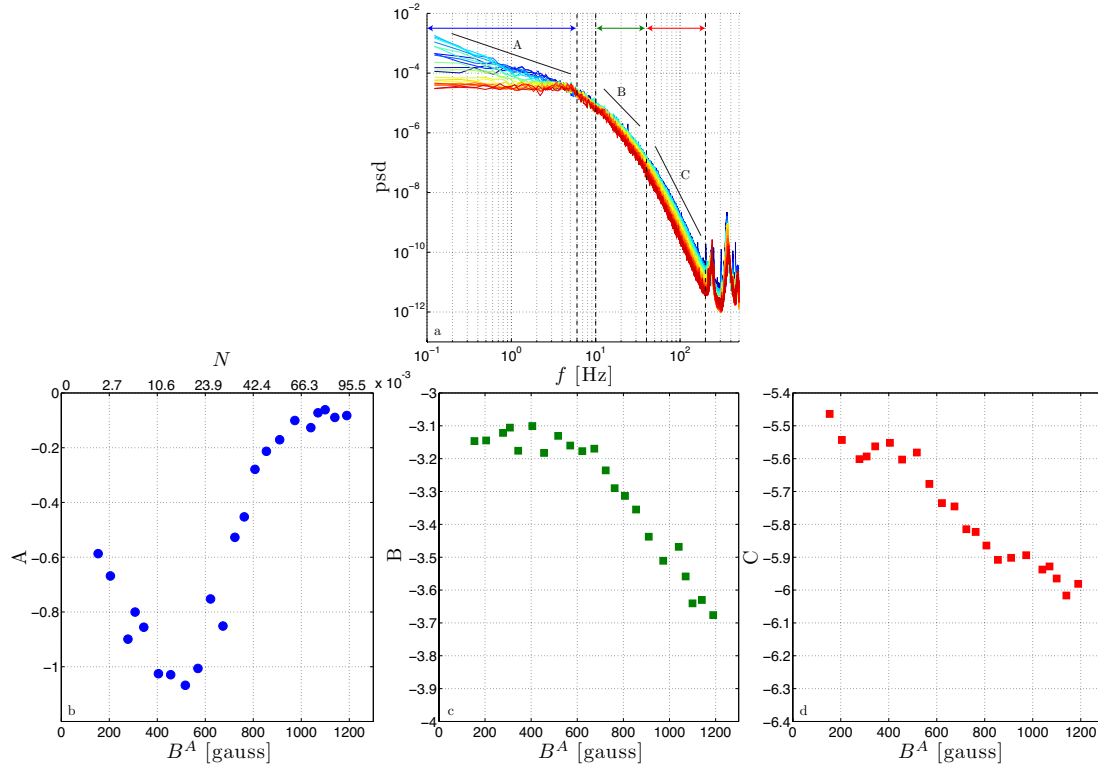 10^−2
10^−4
10^−6
10^−8
10^−10
10^−12
psd
A
B
C
a
10^−1 10^0 10^1 10^2
f [Hz]
N
0 2.7 10.6 23.9 42.4 66.3 95.5 x 10^−3
0
−0.2
−0.4
−0.6
−0.8
−1
A
b
0 200 400 600 800 1000 1200
B^A [gauss]
−3
−3.1
−3.2
−3.3
−3.4
−3.5
−3.6
−3.7
−3.8
−3.9
−4
B
c
0 200 400 600 800 1000 1200
B^A [gauss]
−5.4
−5.5
−5.6
−5.7
−5.8
−5.9
−6
−6.1
−6.2
−6.3
−6.4
C
d
0 200 400 600 800 1000 1200
B^A [gauss]